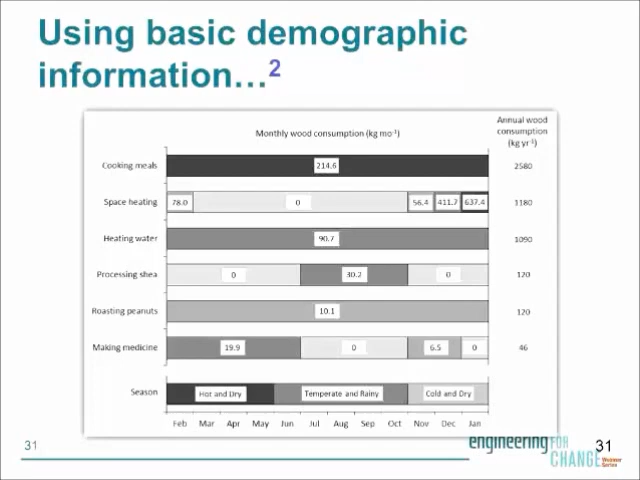 Using basic demographic
information…²
Monthly wood consumption (kg mo⁻¹)
Annual wood
consumption
(kg yr⁻¹)
Cooking meals 214.6 2580
Space heating 78.0 0 56.4 411.7 637.4 1180
Heating water 90.7 1090
Processing shea 0 30.2 0 120
Roasting peanuts 10.1 120
Making medicine 19.9 0 6.5 0 46
Season Hot and Dry Temperate and Rainy Cold and Dry
Feb Mar Apr May Jun Jul Aug Sep Oct Nov Dec Jan
31
engineering FOR
CHANGE Webinar
Series
31